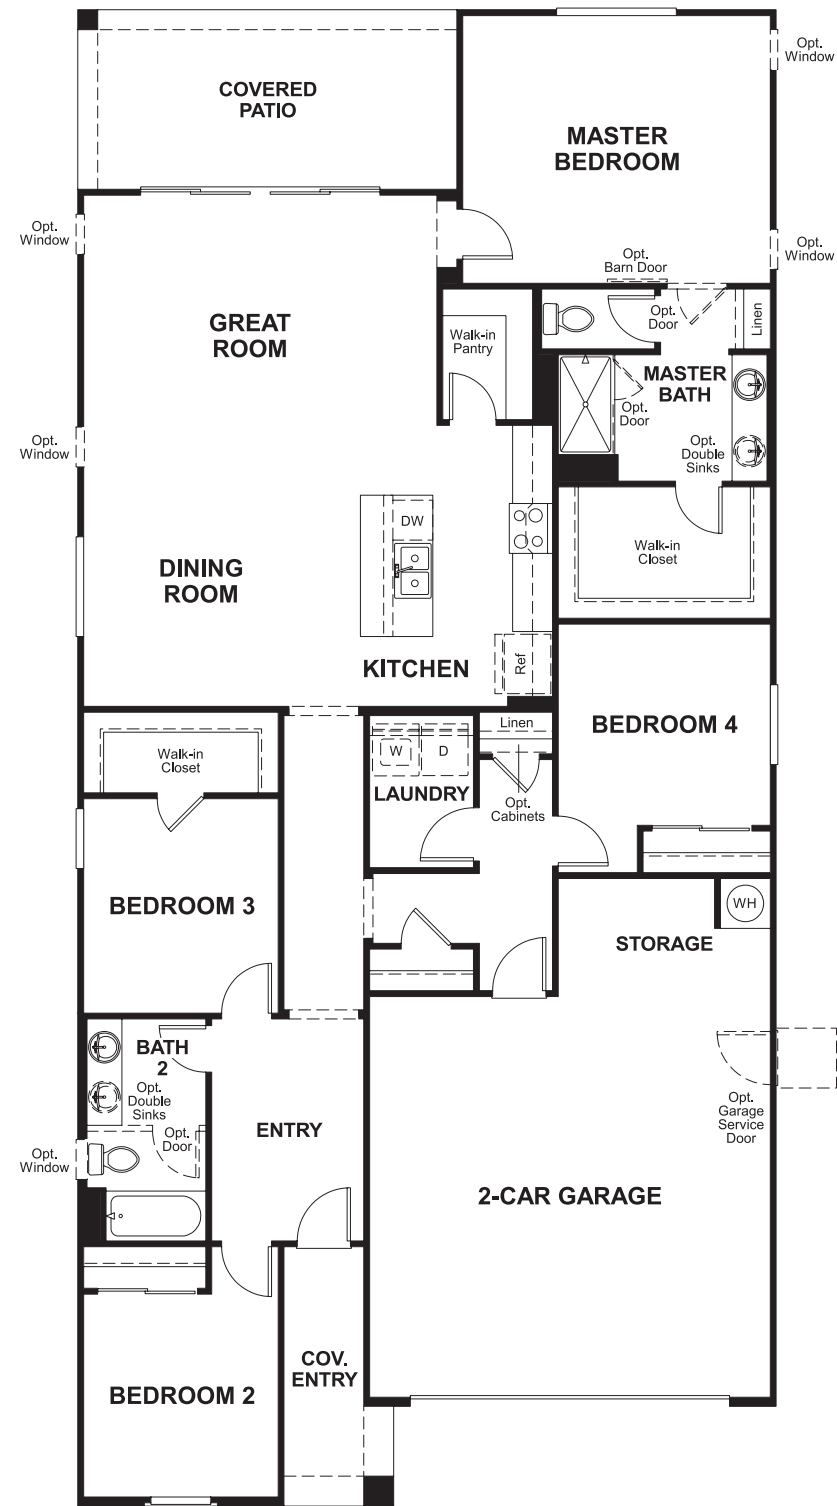 COVERED
PATIO
Opt.
Window
MASTER
BEDROOM
Opt.
Window
Opt.
Window
Opt.
Barn Door
GREAT
ROOM
Walk-in
Pantry
Opt.
Door
Linen
MASTER
BATH
Opt.
Door
Opt.
Double
Sinks
Opt.
Window
DW
Walk-in
Closet
DINING
ROOM
KITCHEN
Ref
Linen
BEDROOM 4
Walk-in
Closet
W
D
LAUNDRY
Opt.
Cabinets
BEDROOM 3
WH
STORAGE
BATH
2
Opt.
Double
Sinks
Opt.
Door
Opt.
Window
ENTRY
Opt.
Garage
Service
Door
2-CAR GARAGE
COV.
ENTRY
BEDROOM 2